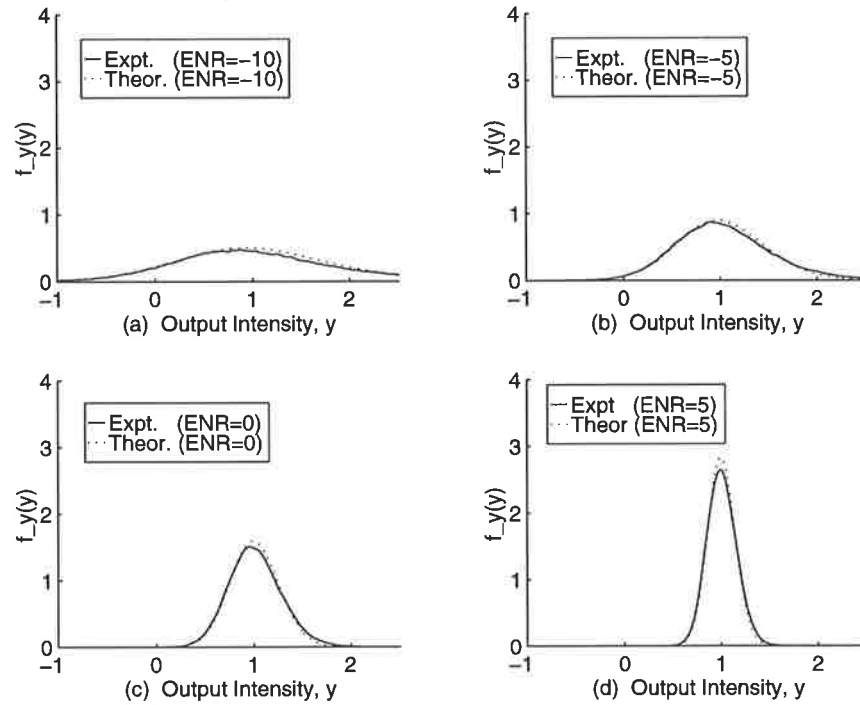 4
3
2
1
0
f_y(y)
Expt. (ENR=−10)
Theor. (ENR=−10)
−1 0 1 2
(a) Output Intensity, y
4
3
2
1
0
f_y(y)
Expt. (ENR=−5)
Theor. (ENR=−5)
−1 0 1 2
(b) Output Intensity, y
4
3
2
1
0
f_y(y)
Expt. (ENR=0)
Theor. (ENR=0)
−1 0 1 2
(c) Output Intensity, y
4
3
2
1
0
f_y(y)
Expt (ENR=5)
Theor (ENR=5)
−1 0 1 2
(d) Output Intensity, y